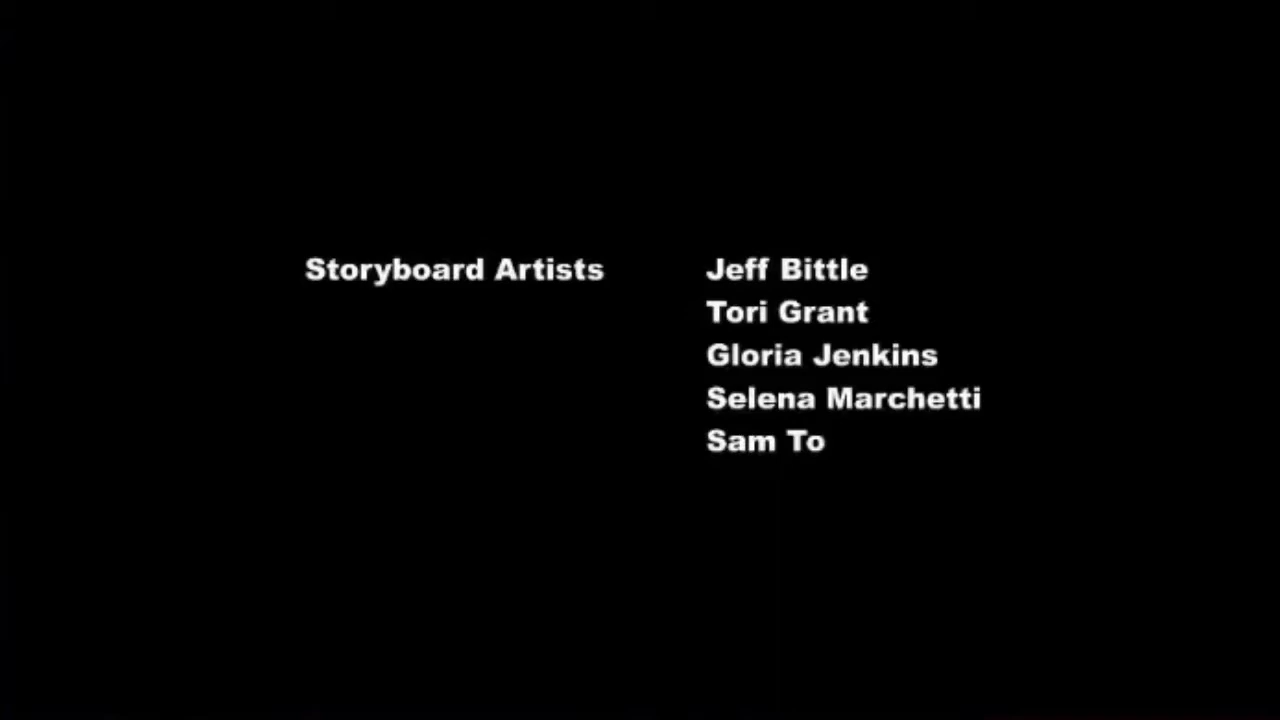 Storyboard Artists Jeff Bittle
Tori Grant
Gloria Jenkins
Selena Marchetti
Sam To